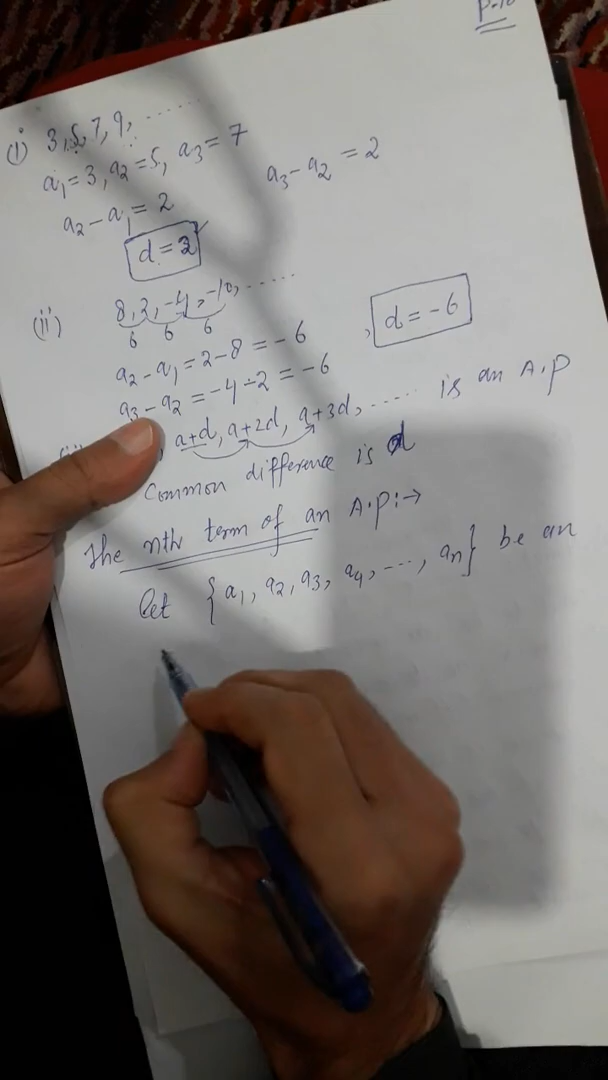 P-10
(i) 3, 5, 7, 9, ......
a₁=3, a₂=5, a₃=7
a₂-a₁=2 a₃-a₂=2
d=2
(ii) 8, 2, -4, -10, .....
6 6 6
a₂-a₁=2-8=-6, d=-6
a₃-a₂=-4-2=-6
, a+d, a+2d, a+3d, ..... is an A.P
Common difference is d
The nth term of an A.P:→
Let {a₁, a₂, a₃, a₄, ---, an} be an